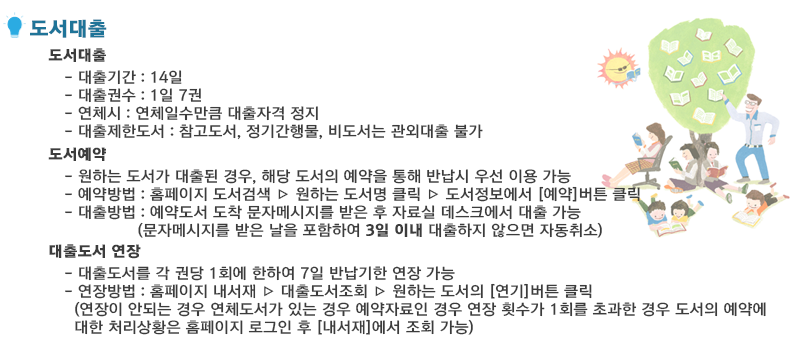 도서대출
도서대출
- 대출기간 : 14일
- 대출권수 : 1일 7권
- 연체시 : 연체일수만큼 대출자격 정지
- 대출제한도서 : 참고도서, 정기간행물, 비도서는 관외대출 불가
도서예약
- 원하는 도서가 대출된 경우, 해당 도서의 예약을 통해 반납시 우선 이용 가능
- 예약방법 : 홈페이지 도서검색 ▷ 원하는 도서명 클릭 ▷ 도서정보에서 [예약]버튼 클릭
- 대출방법 : 예약도서 도착 문자메시지를 받은 후 자료실 데스크에서 대출 가능
(문자메시지를 받은 날을 포함하여 3일 이내 대출하지 않으면 자동취소)
대출도서 연장
- 대출도서를 각 권당 1회에 한하여 7일 반납기한 연장 가능
- 연장방법 : 홈페이지 내서재 ▷ 대출도서조회 ▷ 원하는 도서의 [연기]버튼 클릭
(연장이 안되는 경우 연체도서가 있는 경우 예약자료인 경우 연장 횟수가 1회를 초과한 경우 도서의 예약에
대한 처리상황은 홈페이지 로그인 후 [내서재]에서 조회 가능)